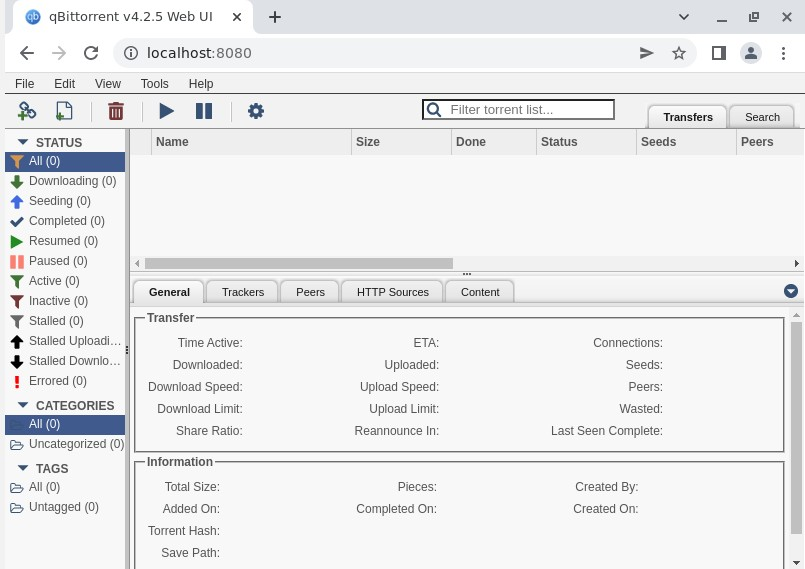 qBittorrent v4.2.5 Web UI
localhost:8080
File Edit View Tools Help
Filter torrent list...
Transfers Search
STATUS
All (0)
Downloading (0)
Seeding (0)
Completed (0)
Resumed (0)
Paused (0)
Active (0)
Inactive (0)
Stalled (0)
Stalled Uploadi...
Stalled Downlo...
Errored (0)
CATEGORIES
All (0)
Uncategorized (0)
TAGS
All (0)
Untagged (0)
Name Size Done Status Seeds Peers
General Trackers Peers HTTP Sources Content
Transfer
Time Active: ETA: Connections:
Downloaded: Uploaded: Seeds:
Download Speed: Upload Speed: Peers:
Download Limit: Upload Limit: Wasted:
Share Ratio: Reannounce In: Last Seen Complete:
Information
Total Size: Pieces: Created By:
Added On: Completed On: Created On:
Torrent Hash:
Save Path: